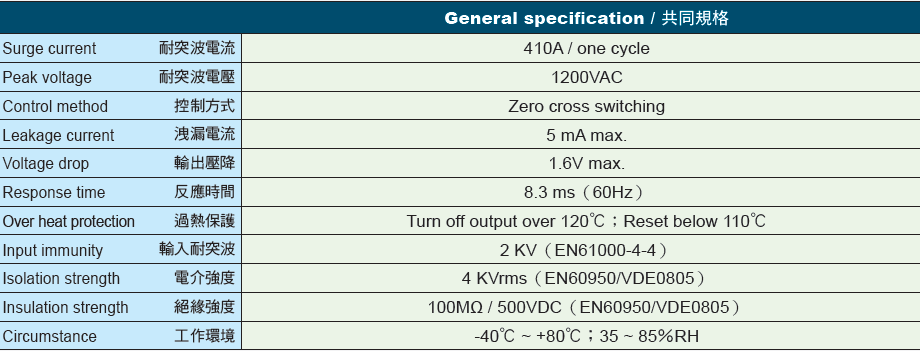 General specification / 共同規格
Surge current 耐突波電流 410A / one cycle
Peak voltage 耐突波電壓 1200VAC
Control method 控制方式 Zero cross switching
Leakage current 洩漏電流 5 mA max.
Voltage drop 輸出壓降 1.6V max.
Response time 反應時間 8.3 ms（60Hz）
Over heat protection 過熱保護 Turn off output over 120℃；Reset below 110℃
Input immunity 輸入耐突波 2 KV（EN61000-4-4）
Isolation strength 電介強度 4 KVrms（EN60950/VDE0805）
Insulation strength 絕緣強度 100MΩ / 500VDC（EN60950/VDE0805）
Circumstance 工作環境 -40℃ ~ +80℃；35 ~ 85%RH